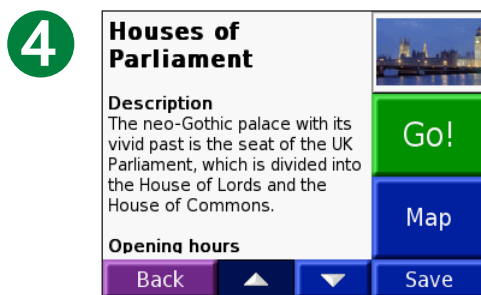 4
Houses of
Parliament
Description
The neo-Gothic palace with its
vivid past is the seat of the UK
Parliament, which is divided into
the House of Lords and the
House of Commons.
Opening hours
Go!
Map
Back
Save